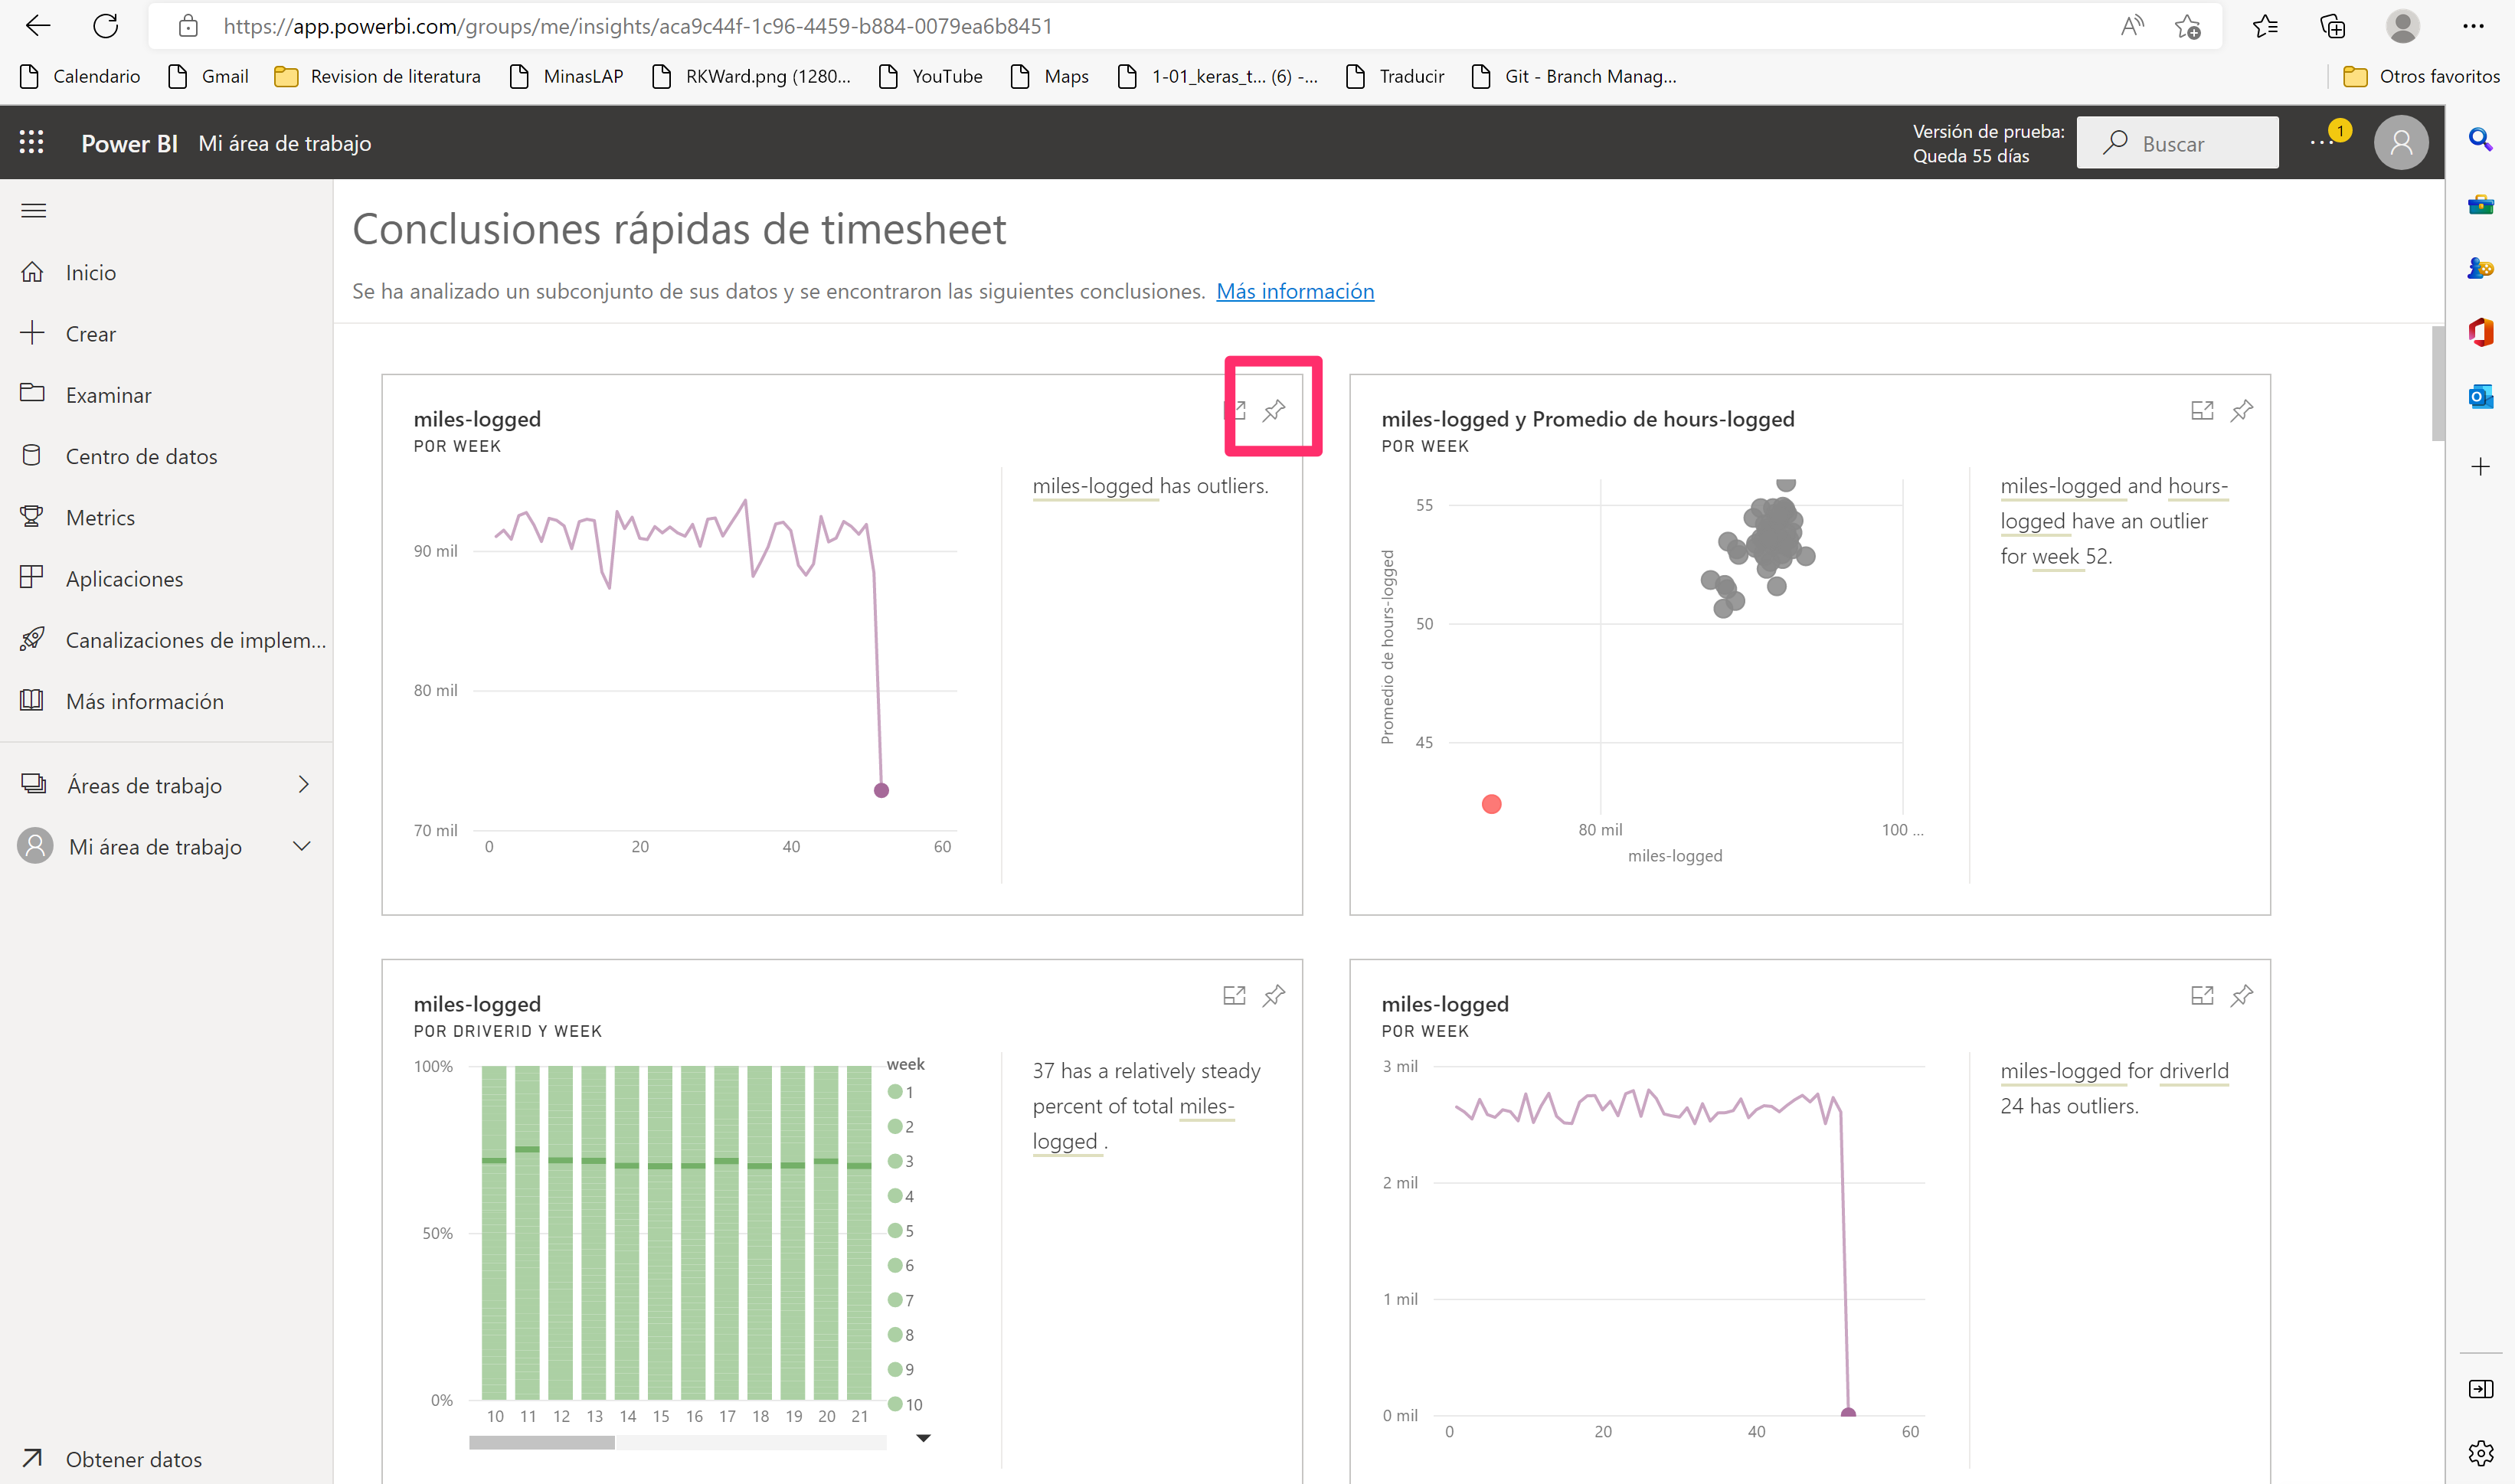 https://app.powerbi.com/groups/me/insights/aca9c44f-1c96-4459-b884-0079ea6b8451
Calendario
Gmail
Revision de literatura
MinasLAP
RKWard.png (1280...
YouTube
Maps
1-01_keras_t... (6) -...
Traducir
Git - Branch Manag...
Otros favoritos
Power BI
Mi área de trabajo
Versión de prueba:
Queda 55 días
Buscar
1
Inicio
Crear
Examinar
Centro de datos
Metrics
Aplicaciones
Canalizaciones de implem...
Más información
Áreas de trabajo
Mi área de trabajo
Obtener datos
Conclusiones rápidas de timesheet
Se ha analizado un subconjunto de sus datos y se encontraron las siguientes conclusiones. Más información
miles-logged
POR WEEK
90 mil
80 mil
70 mil
0 20 40 60
miles-logged has outliers.
miles-logged y Promedio de hours-logged
POR WEEK
Promedio de hours-logged
55
50
45
80 mil 100 ...
miles-logged
miles-logged and hours-
logged have an outlier
for week 52.
miles-logged
POR DRIVERID Y WEEK
100%
50%
0%
10 11 12 13 14 15 16 17 18 19 20 21
week
1
2
3
4
5
6
7
8
9
10
37 has a relatively steady
percent of total miles-
logged .
miles-logged
POR WEEK
3 mil
2 mil
1 mil
0 mil
0 20 40 60
miles-logged for driverId
24 has outliers.